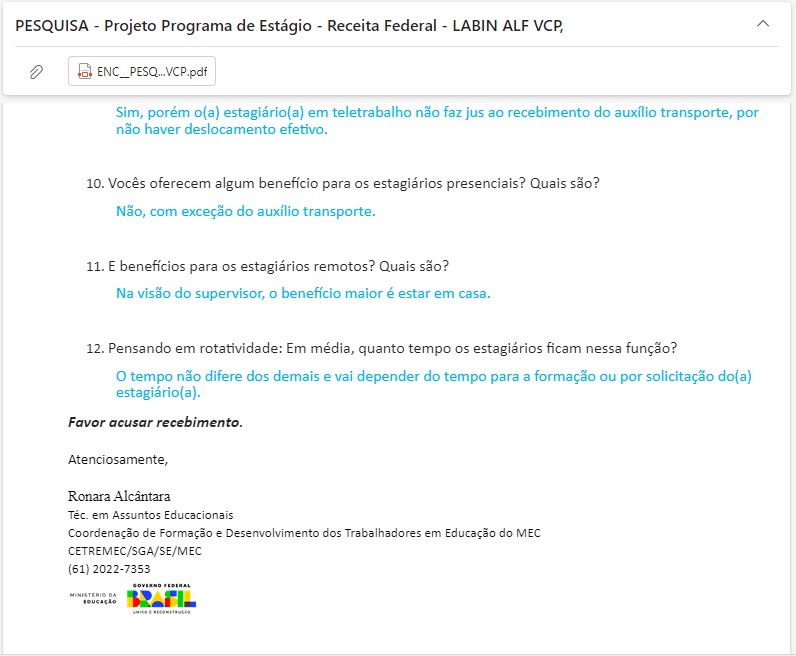 PESQUISA - Projeto Programa de Estágio - Receita Federal - LABIN ALF VCP,
ENC__PESQ...VCP.pdf
Sim, porém o(a) estagiário(a) em teletrabalho não faz jus ao recebimento do auxílio transporte, por
não haver deslocamento efetivo.
10. Vocês oferecem algum benefício para os estagiários presenciais? Quais são?
Não, com exceção do auxílio transporte.
11. E benefícios para os estagiários remotos? Quais são?
Na visão do supervisor, o benefício maior é estar em casa.
12. Pensando em rotatividade: Em média, quanto tempo os estagiários ficam nessa função?
O tempo não difere dos demais e vai depender do tempo para a formação ou por solicitação do(a)
estagiário(a).
Favor acusar recebimento.
Atenciosamente,
Ronara Alcântara
Téc. em Assuntos Educacionais
Coordenação de Formação e Desenvolvimento dos Trabalhadores em Educação do MEC
CETREMEC/SGA/SE/MEC
(61) 2022-7353
MINISTÉRIO DA
EDUCAÇÃO
GOVERNO FEDERAL
BRASIL
UNIÃO E RECONSTRUÇÃO